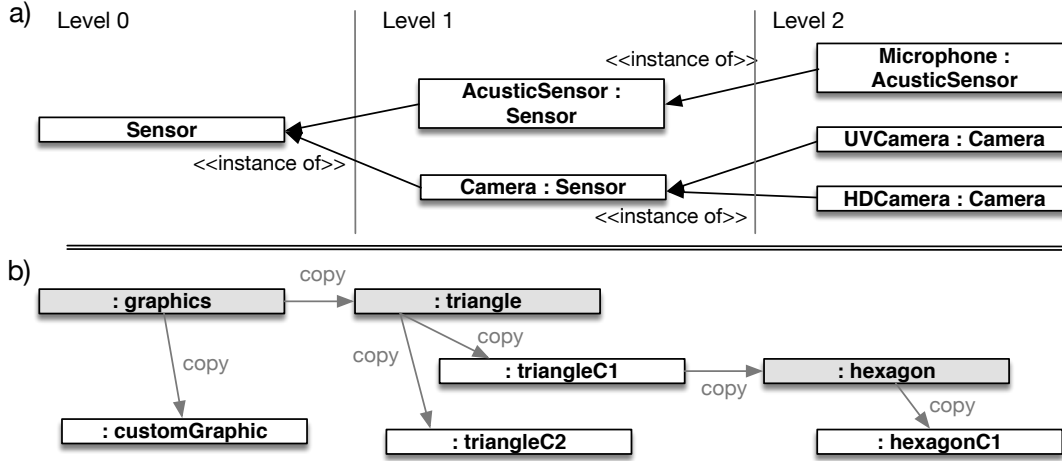 a)
Level 0
Level 1
Level 2
<<instance of>>
Microphone :
AcusticSensor
AcusticSensor :
Sensor
Sensor
UVCamera : Camera
<<instance of>>
Camera : Sensor
HDCamera : Camera
<<instance of>>
b)
copy
: graphics
: triangle
copy
copy
copy
: triangleC1
copy
: hexagon
copy
: customGraphic
: triangleC2
: hexagonC1